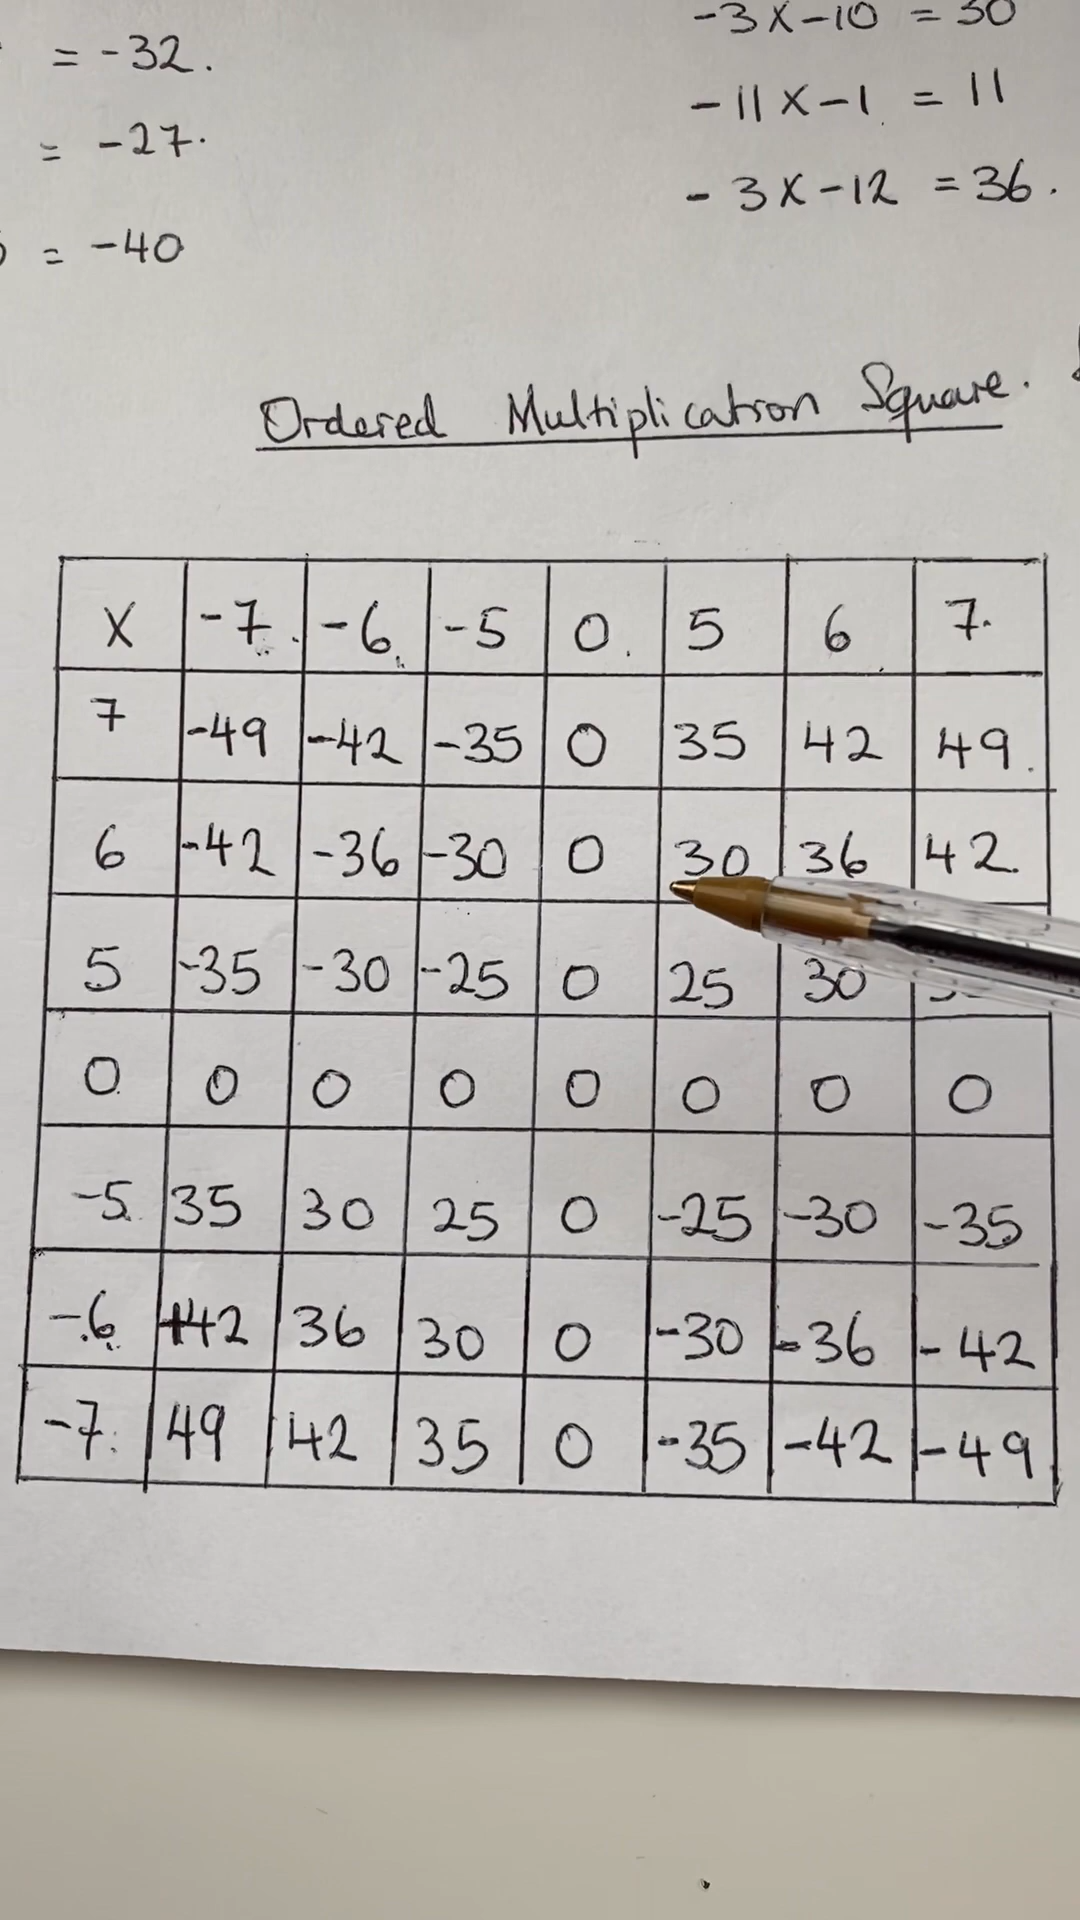 = -32.
= -27.
= -40
-3 x -10 = 30
-11 x -1 = 11
- 3 x -12 = 36.
Ordered Multiplication Square.
X -7. -6. -5 0. 5 6 7.
7 -49 -42 -35 0 35 42 49.
6 -42 -36 -30 0 30 36 42.
5 -35 -30 -25 0 25 30
0 0 0 0 0 0 0 0
-5. 35 30 25 0 -25 -30 -35
-6. +42 36 30 0 -30 -36 -42
-7. 49 42 35 0 -35 -42 -49